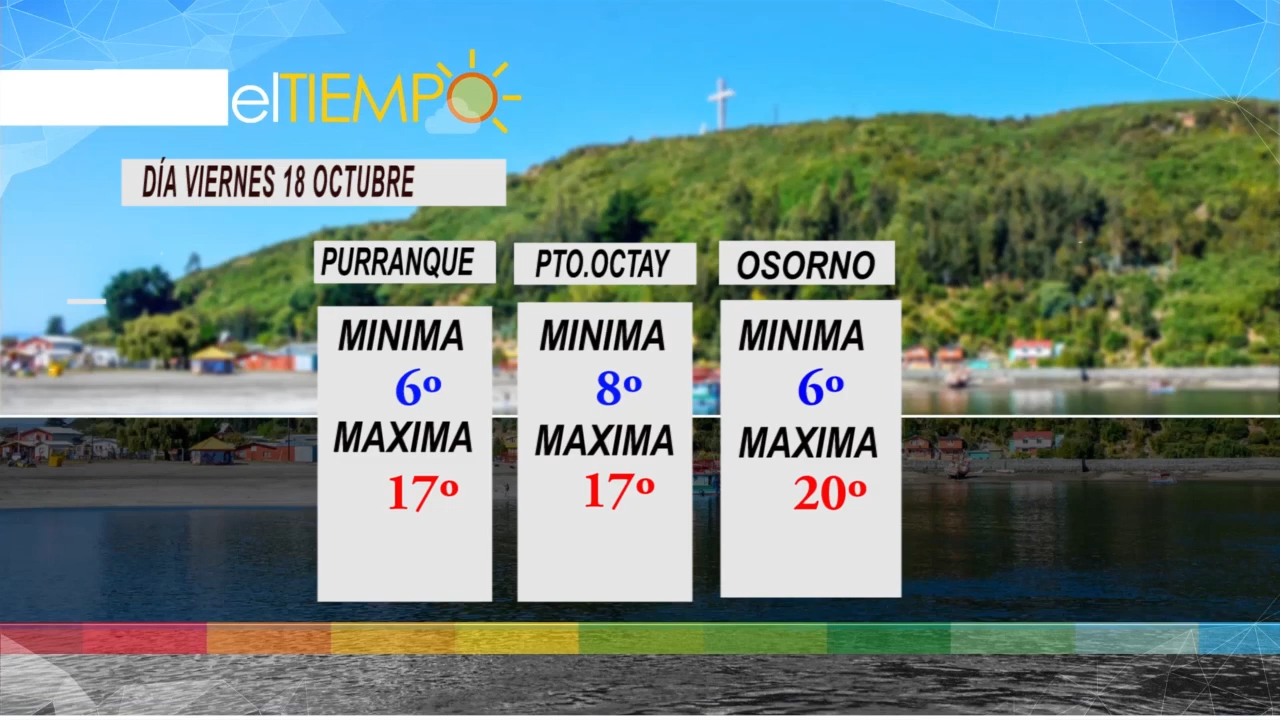 elTIEMPO
DÍA VIERNES 18 OCTUBRE
PURRANQUE
MINIMA
6º
MAXIMA
17º
PTO.OCTAY
MINIMA
8º
MAXIMA
17º
OSORNO
MINIMA
6º
MAXIMA
20º